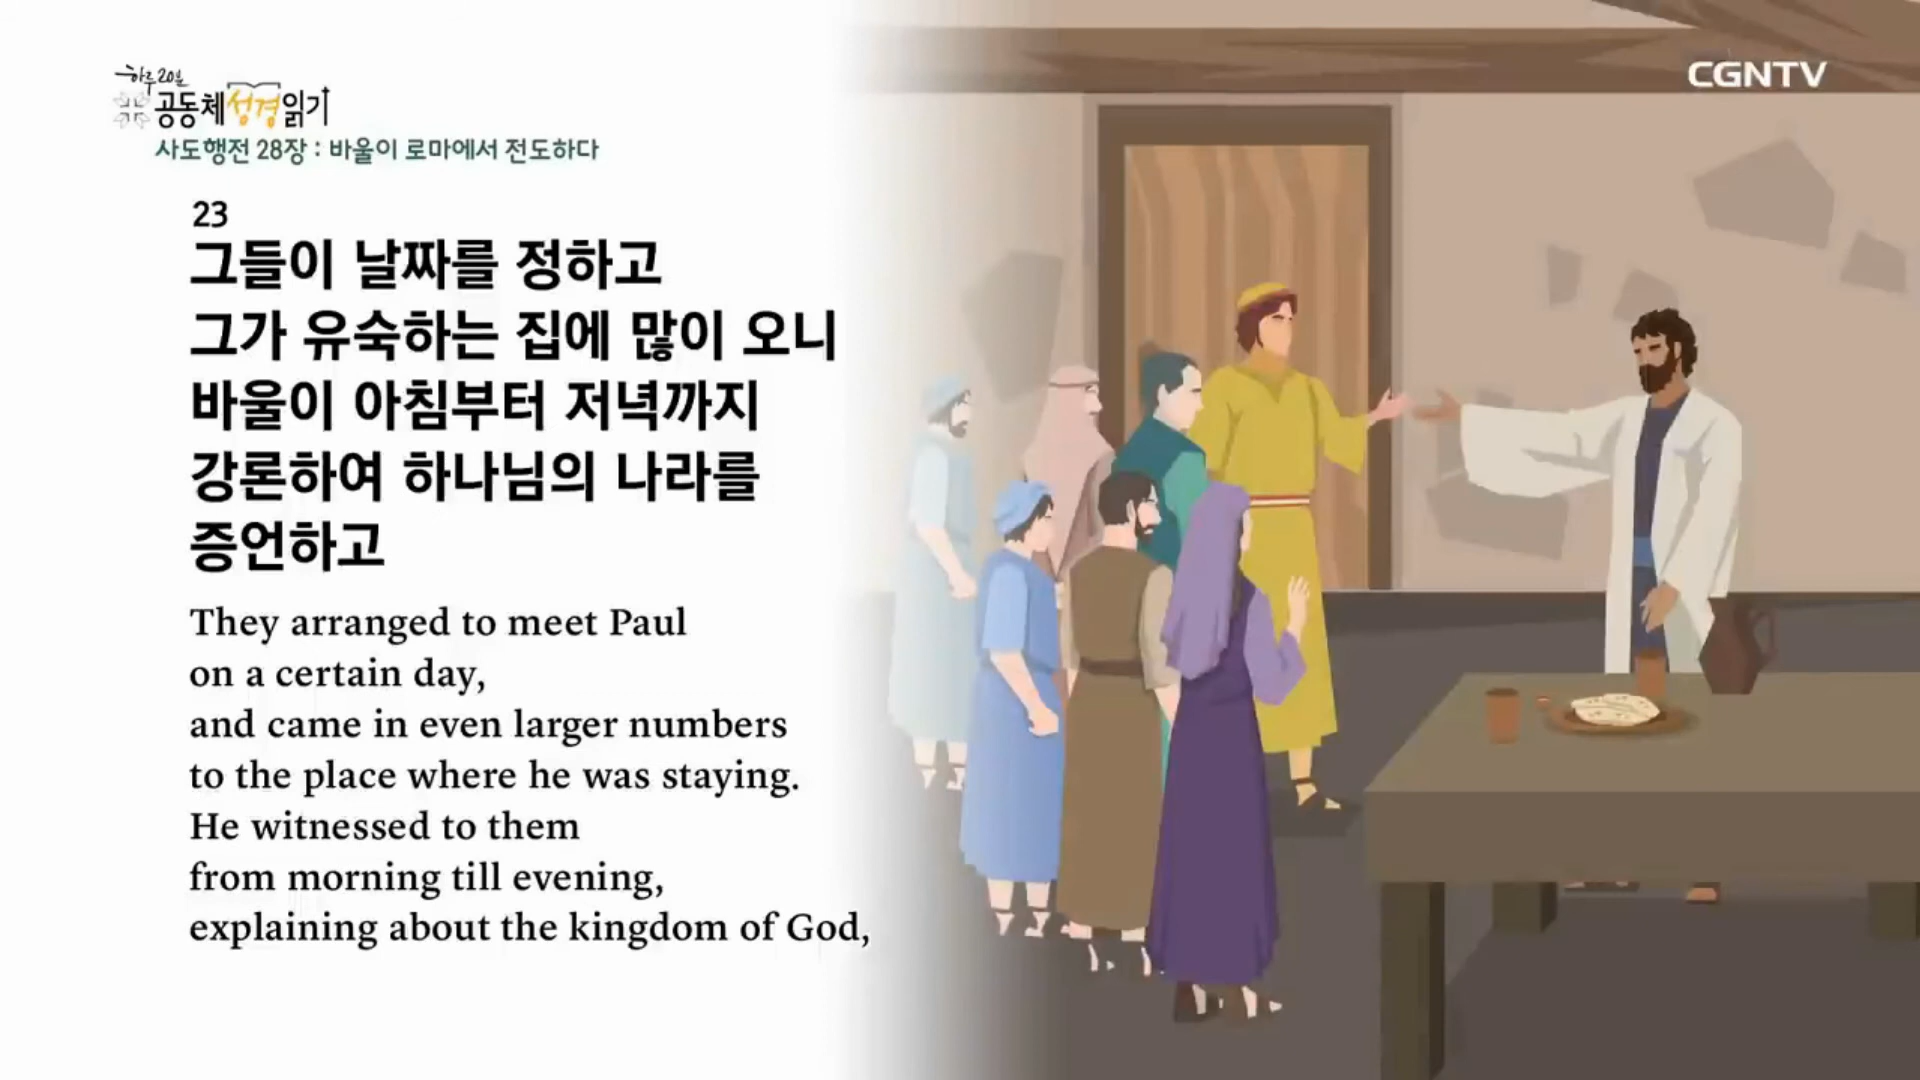 하루20분
공동체성경읽기
사도행전 28장 : 바울이 로마에서 전도하다
CGNTV
23
그들이 날짜를 정하고
그가 유숙하는 집에 많이 오니
바울이 아침부터 저녁까지
강론하여 하나님의 나라를
증언하고
They arranged to meet Paul
on a certain day,
and came in even larger numbers
to the place where he was staying.
He witnessed to them
from morning till evening,
explaining about the kingdom of God,